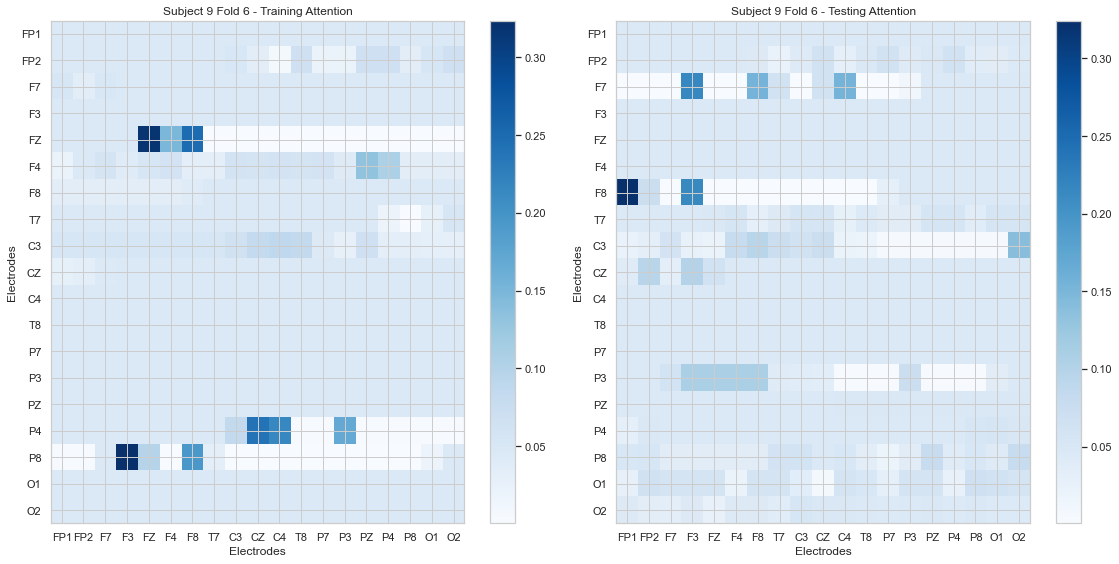 Subject 9 Fold 6 - Training Attention
FP1
FP2
F7
F3
FZ
F4
F8
T7
C3
CZ
C4
T8
P7
P3
PZ
P4
P8
O1
O2
Electrodes
FP1 FP2 F7 F3 FZ F4 F8 T7 C3 CZ C4 T8 P7 P3 PZ P4 P8 O1 O2
Electrodes
0.30
0.25
0.20
0.15
0.10
0.05
Subject 9 Fold 6 - Testing Attention
FP1
FP2
F7
F3
FZ
F4
F8
T7
C3
CZ
C4
T8
P7
P3
PZ
P4
P8
O1
O2
Electrodes
FP1 FP2 F7 F3 FZ F4 F8 T7 C3 CZ C4 T8 P7 P3 PZ P4 P8 O1 O2
Electrodes
0.30
0.25
0.20
0.15
0.10
0.05